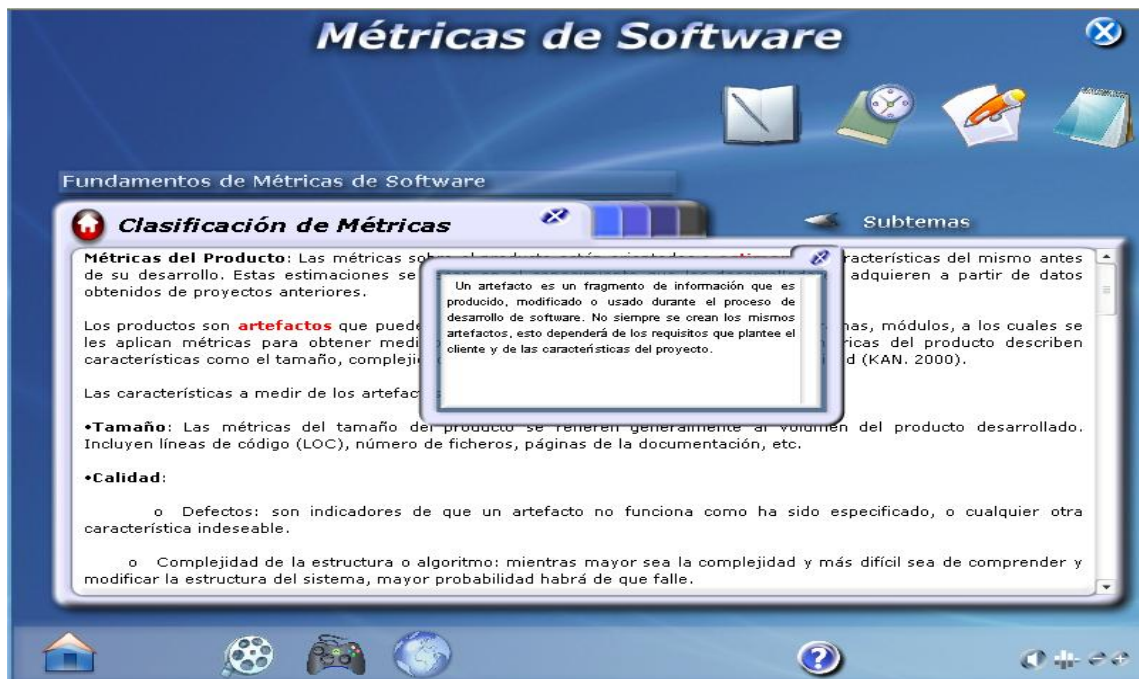 Métricas de Software
Fundamentos de Métricas de Software
Clasificación de Métricas
Subtemas
Métricas del Producto: Las métricas so características del mismo antes
de su desarrollo. Estas estimaciones se adquieren a partir de datos
obtenidos de proyectos anteriores.
Los productos son artefactos que puede mas, módulos, a los cuales se
les aplican métricas para obtener medi ricas del producto describen
características como el tamaño, compleji d (KAN. 2000).
Las características a medir de los artefac
•Tamaño: Las métricas del tamaño del producto se refieren generalmente al volumen del producto desarrollado.
Incluyen líneas de código (LOC), número de ficheros, páginas de la documentación, etc.
•Calidad:
o Defectos: son indicadores de que un artefacto no funciona como ha sido especificado, o cualquier otra
característica indeseable.
o Complejidad de la estructura o algoritmo: mientras mayor sea la complejidad y más difícil sea de comprender y
modificar la estructura del sistema, mayor probabilidad habrá de que falle.
Un artefacto es un fragmento de información que es
producido, modificado o usado durante el proceso de
desarrollo de software. No siempre se crean los mismos
artefactos, esto dependerá de los requisitos que plantee el
cliente y de las características del proyecto.